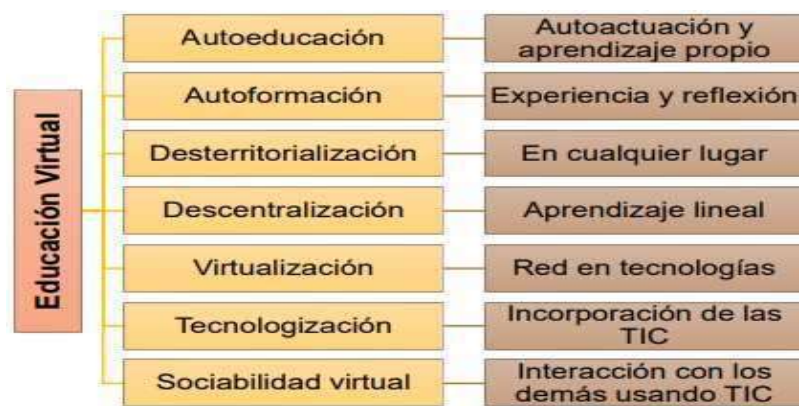 Educación Virtual
Autoeducación
Autoactuación y
aprendizaje propio
Autoformación
Experiencia y reflexión
Desterritorialización
En cualquier lugar
Descentralización
Aprendizaje lineal
Virtualización
Red en tecnologías
Tecnologización
Incorporación de las
TIC
Sociabilidad virtual
Interacción con los
demás usando TIC